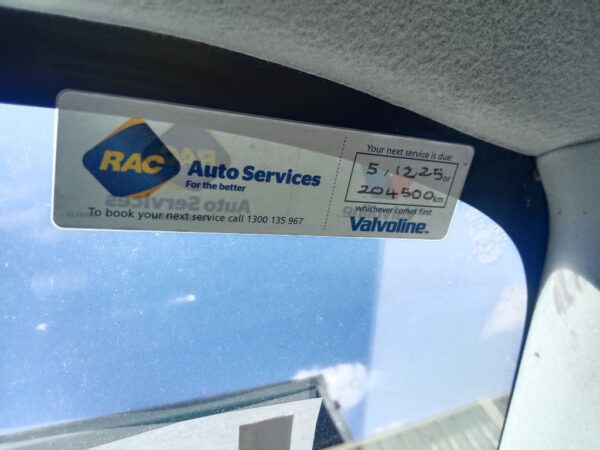 RAC
Auto Services
For the better
To book your next service call 1300 135 967
Your next service is due:
5/12.25 or
204500 km
whichever comes first
Valvoline.